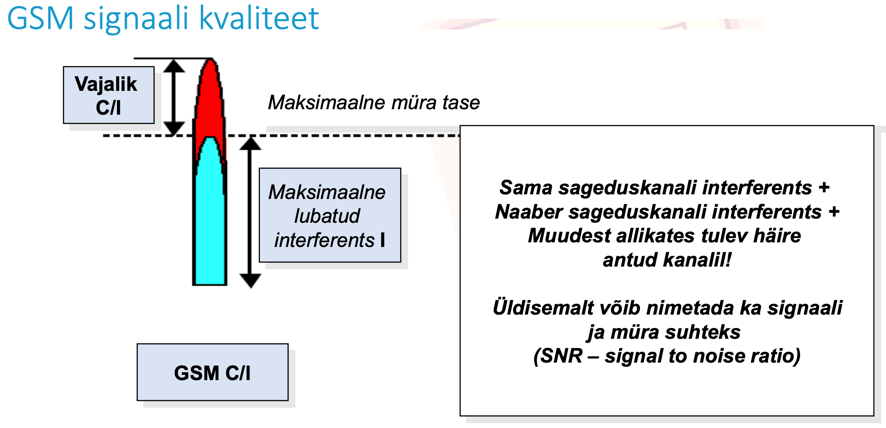 GSM signaali kvaliteet
Vajalik
C/I
Maksimaalne müra tase
Maksimaalne
lubatud
interferents I
GSM C/I
Sama sageduskanali interferents +
Naaber sageduskanali interferents +
Muudest allikates tulev häire
antud kanalil!
Üldisemalt võib nimetada ka signaali
ja müra suhteks
(SNR – signal to noise ratio)